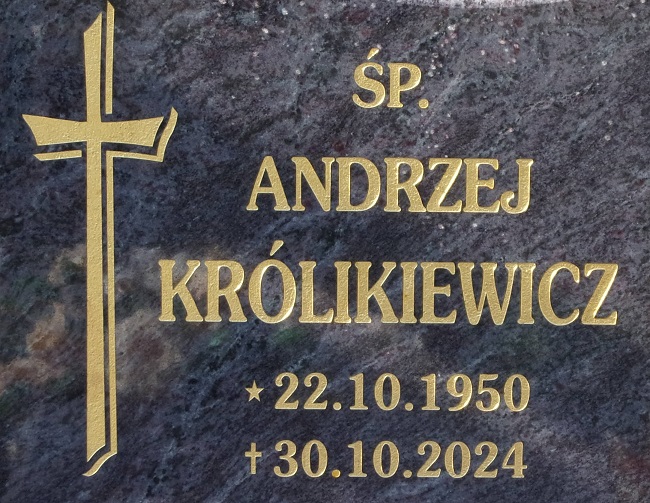 ŚP.
ANDRZEJ
KRÓLIKIEWICZ
★ 22.10.1950
✝ 30.10.2024